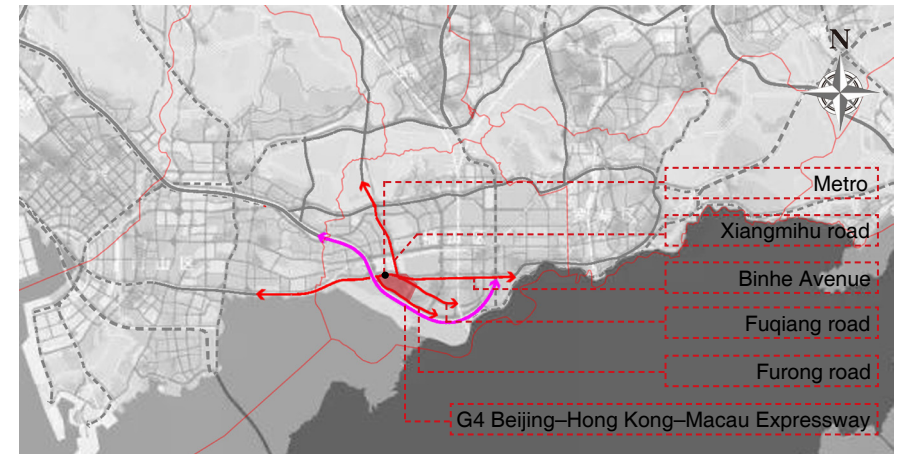 N
Metro
Xiangmihu road
Binhe Avenue
Fuqiang road
Furong road
G4 Beijing–Hong Kong–Macau Expressway